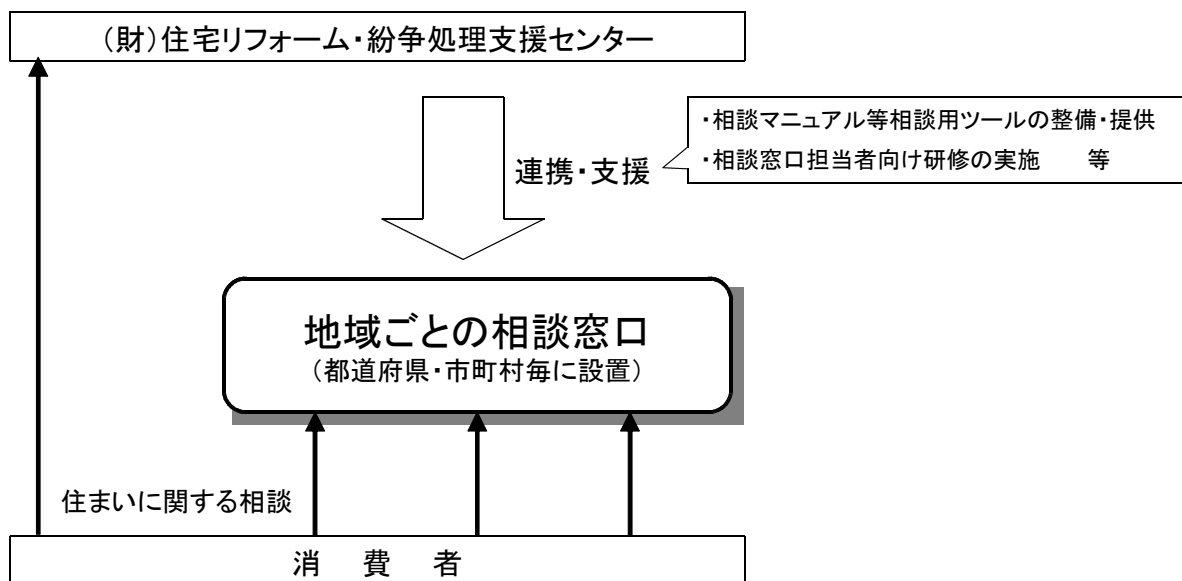 （財）住宅リフォーム・紛争処理支援センター
・相談マニュアル等相談用ツールの整備・提供
・相談窓口担当者向け研修の実施　　等
連携・支援
地域ごとの相談窓口
（都道府県・市町村毎に設置）
住まいに関する相談
消　費　者